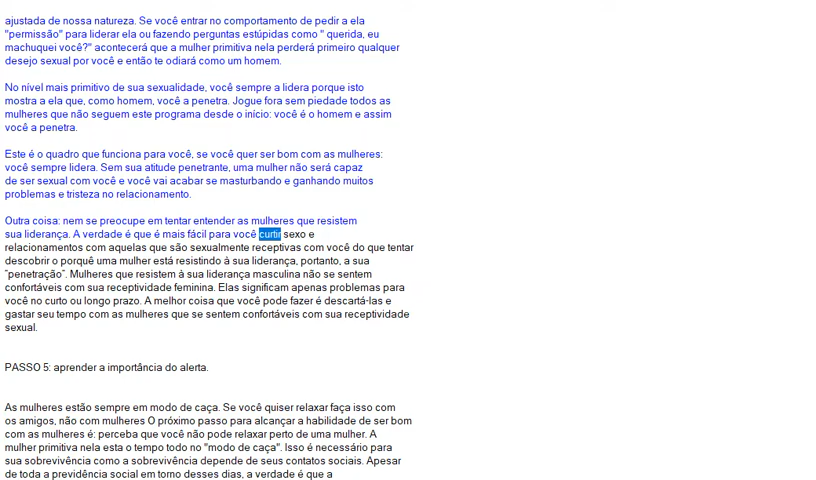 ajustada de nossa natureza. Se você entrar no comportamento de pedir a ela
"permissão" para liderar ela ou fazendo perguntas estúpidas como " querida, eu
machuquei você?" acontecerá que a mulher primitiva nela perderá primeiro qualquer
desejo sexual por você e então te odiará como um homem.
No nível mais primitivo de sua sexualidade, você sempre a lidera porque isto
mostra a ela que, como homem, você a penetra. Jogue fora sem piedade todos as
mulheres que não seguem este programa desde o início: você é o homem e assim
você a penetra.
Este é o quadro que funciona para você, se você quer ser bom com as mulheres:
você sempre lidera. Sem sua atitude penetrante, uma mulher não será capaz
de ser sexual com você e você vai acabar se masturbando e ganhando muitos
problemas e tristeza no relacionamento.
Outra coisa: nem se preocupe em tentar entender as mulheres que resistem
sua liderança. A verdade é que é mais fácil para você curtir sexo e
relacionamentos com aquelas que são sexualmente receptivas com você do que tentar
descobrir o porquê uma mulher está resistindo à sua liderança, portanto, a sua
"penetração". Mulheres que resistem à sua liderança masculina não se sentem
confortáveis com sua receptividade feminina. Elas significam apenas problemas para
você no curto ou longo prazo. A melhor coisa que você pode fazer é descartá-las e
gastar seu tempo com as mulheres que se sentem confortáveis com sua receptividade
sexual.
PASSO 5: aprender a importância do alerta.
As mulheres estão sempre em modo de caça. Se você quiser relaxar faça isso com
os amigos, não com mulheres O próximo passo para alcançar a habilidade de ser bom
com as mulheres é: perceba que você não pode relaxar perto de uma mulher. A
mulher primitiva nela esta o tempo todo no "modo de caça". Isso é necessário para
sua sobrevivência como a sobrevivência depende de seus contatos sociais. Apesar
de toda a previdência social em torno desses dias, a verdade é que a